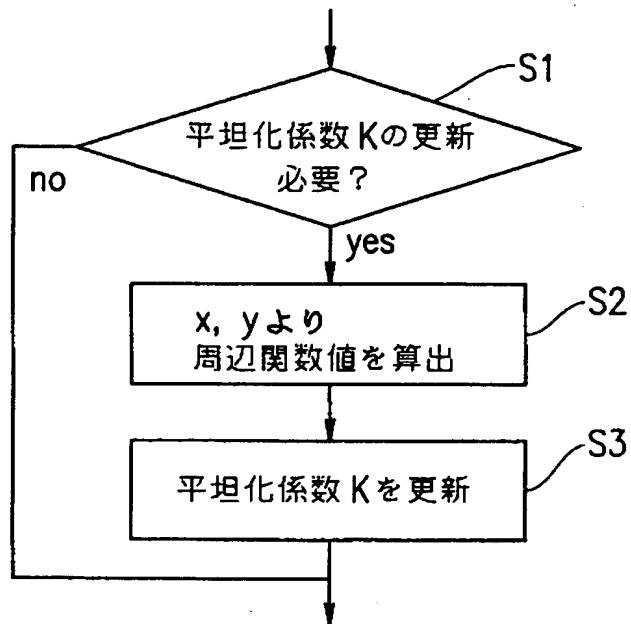 S1
平坦化係数Kの更新
必要？
no
yes
S2
x, yより
周辺関数値を算出
S3
平坦化係数Kを更新